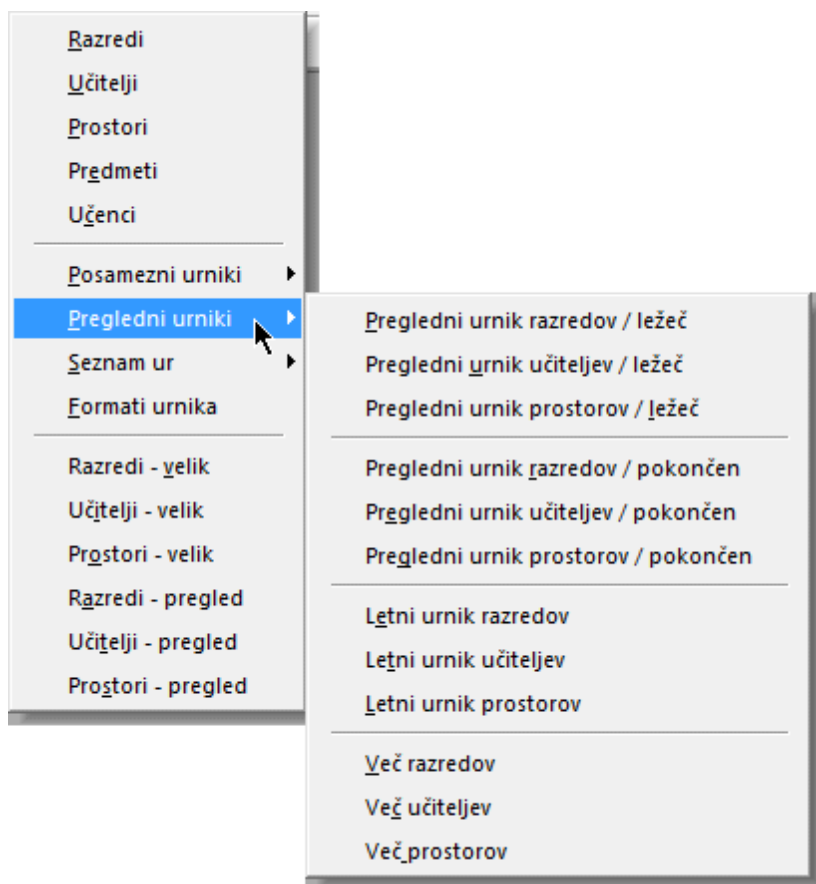 Razredi
Učitelji
Prostori
Predmeti
Učenci
Posamezni urniki
Pregledni urniki
Seznam ur
Formati urnika
Razredi - velik
Učitelji - velik
Prostori - velik
Razredi - pregled
Učitelji - pregled
Prostori - pregled
Pregledni urnik razredov / ležeč
Pregledni urnik učiteljev / ležeč
Pregledni urnik prostorov / ležeč
Pregledni urnik razredov / pokončen
Pregledni urnik učiteljev / pokončen
Pregledni urnik prostorov / pokončen
Letni urnik razredov
Letni urnik učiteljev
Letni urnik prostorov
Več razredov
Več učiteljev
Več prostorov